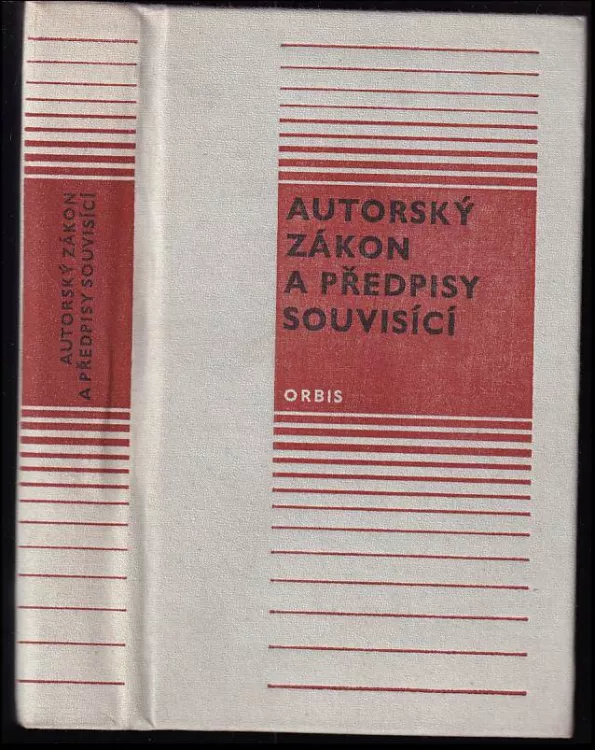 AUTORSKÝ ZÁKON
A PŘEDPISY SOUVISÍCÍ
AUTORSKÝ
ZÁKON
A PŘEDPISY
SOUVISÍCÍ
ORBIS